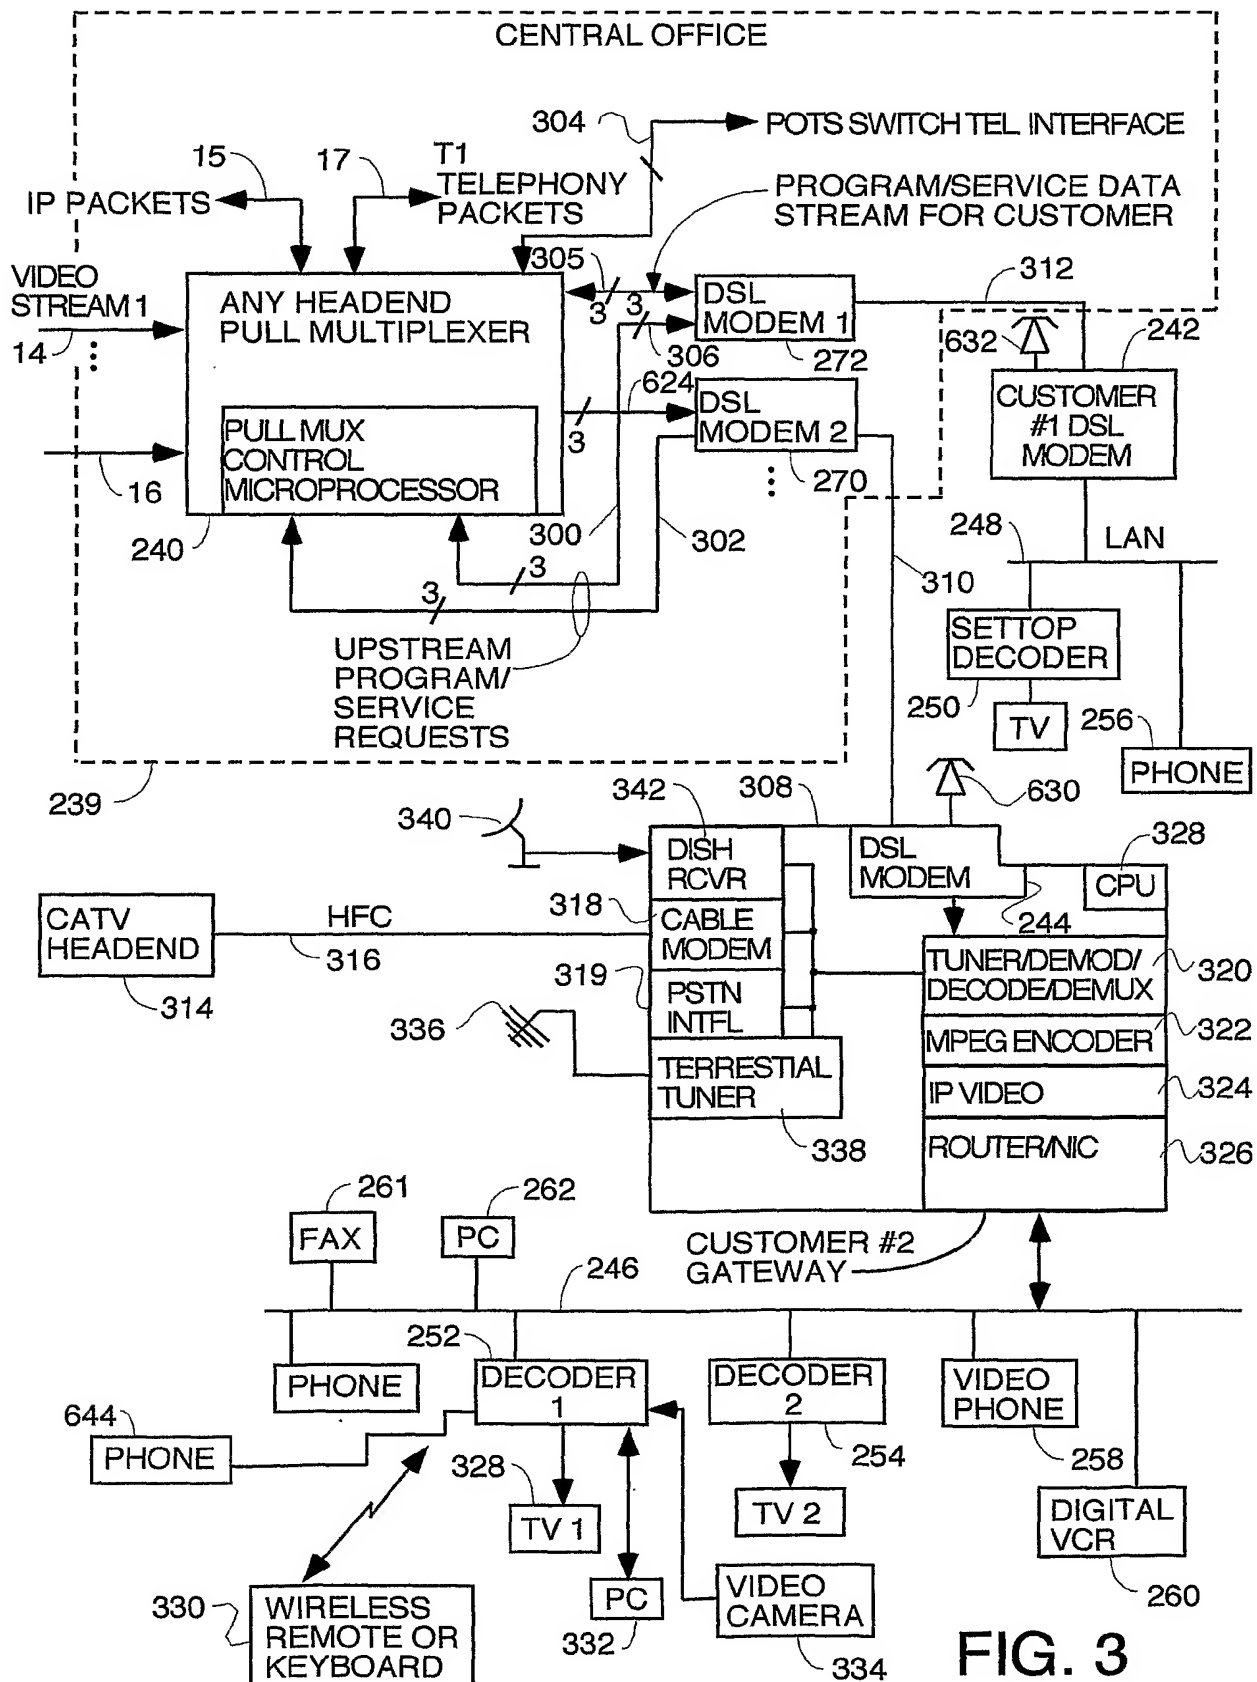 CENTRAL OFFICE
304
POTS SWITCH TEL INTERFACE
15
17
T1
TELEPHONY
PACKETS
IP PACKETS
PROGRAM/SERVICE DATA
STREAM FOR CUSTOMER
VIDEO
STREAM 1
14
16
ANY HEADEND
PULL MULTIPLEXER
PULL MUX
CONTROL
MICROPROCESSOR
240
305
3
3
306
DSL
MODEM 1
272
312
632
242
CUSTOMER
#1 DSL
MODEM
624
3
DSL
MODEM 2
270
300
302
3
3
310
248
LAN
UPSTREAM
PROGRAM/
SERVICE
REQUESTS
SETTOP
DECODER
250
TV
256
PHONE
239
340
342
308
630
DISH
RCVR
DSL
MODEM
328
CPU
244
CATV
HEADEND
314
HFC
316
318
CABLE
MODEM
319
PSTN
INTFL
336
TERRESTIAL
TUNER
338
TUNER/DEMOD/
DECODE/DEMUX
320
MPEG ENCODER
322
IP VIDEO
324
ROUTER/NIC
326
261
FAX
262
PC
CUSTOMER #2
GATEWAY
246
252
PHONE
DECODER
1
DECODER
2
254
VIDEO
PHONE
258
644
PHONE
328
TV 1
TV 2
DIGITAL
VCR
260
330
WIRELESS
REMOTE OR
KEYBOARD
PC
332
VIDEO
CAMERA
334
FIG. 3